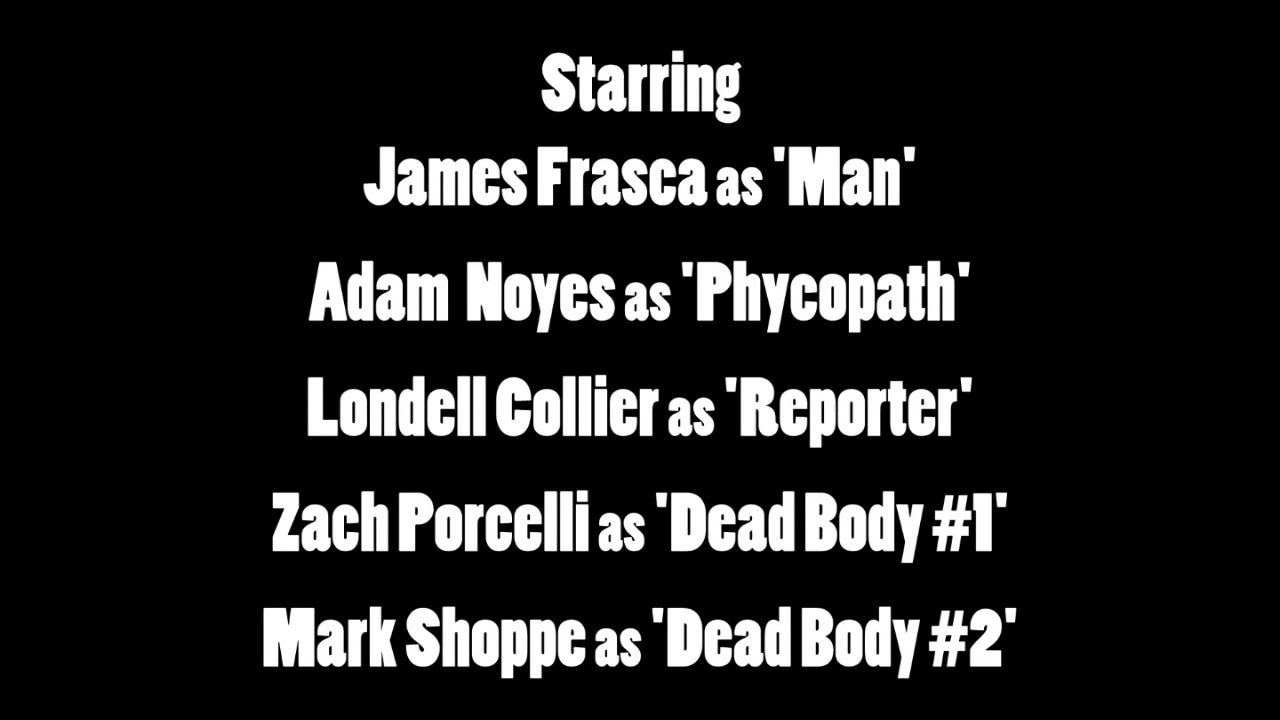 Starring
James Frasca as 'Man'
Adam Noyes as 'Phycopath'
Londell Collier as 'Reporter'
Zach Porcelli as 'Dead Body #1'
Mark Shoppe as 'Dead Body #2'